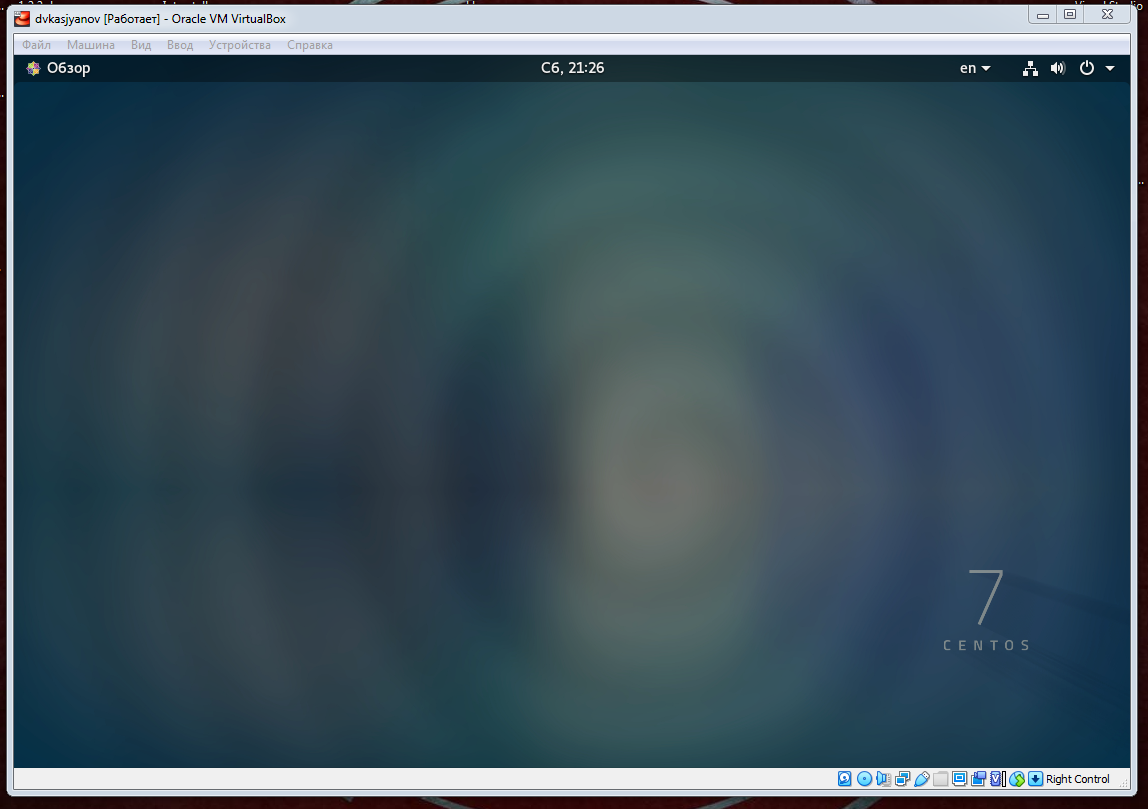 dvkasjyanov [Работает] - Oracle VM VirtualBox
Файл Машина Вид Ввод Устройства Справка
Обзор Сб, 21:26 en
7
CENTOS
Right Control